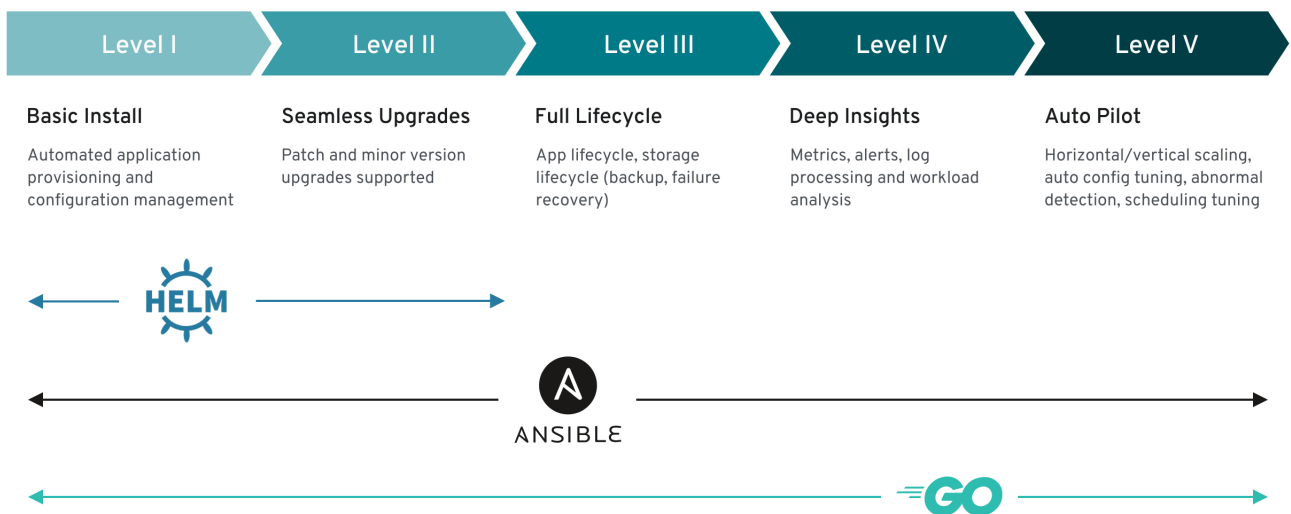 Level I
Level II
Level III
Level IV
Level V
Basic Install
Automated application
provisioning and
configuration management
Seamless Upgrades
Patch and minor version
upgrades supported
Full Lifecycle
App lifecycle, storage
lifecycle (backup, failure
recovery)
Deep Insights
Metrics, alerts, log
processing and workload
analysis
Auto Pilot
Horizontal/vertical scaling,
auto config tuning, abnormal
detection, scheduling tuning
HELM
ANSIBLE
GO